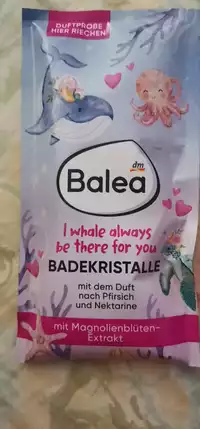 DUFTPROBE
HIER RIECHEN
dm
Balea
I whale always
be there for you
BADEKRISTALLE
mit dem Duft
nach Pfirsich
und Nektarine
mit Magnolienblüten-
Extrakt